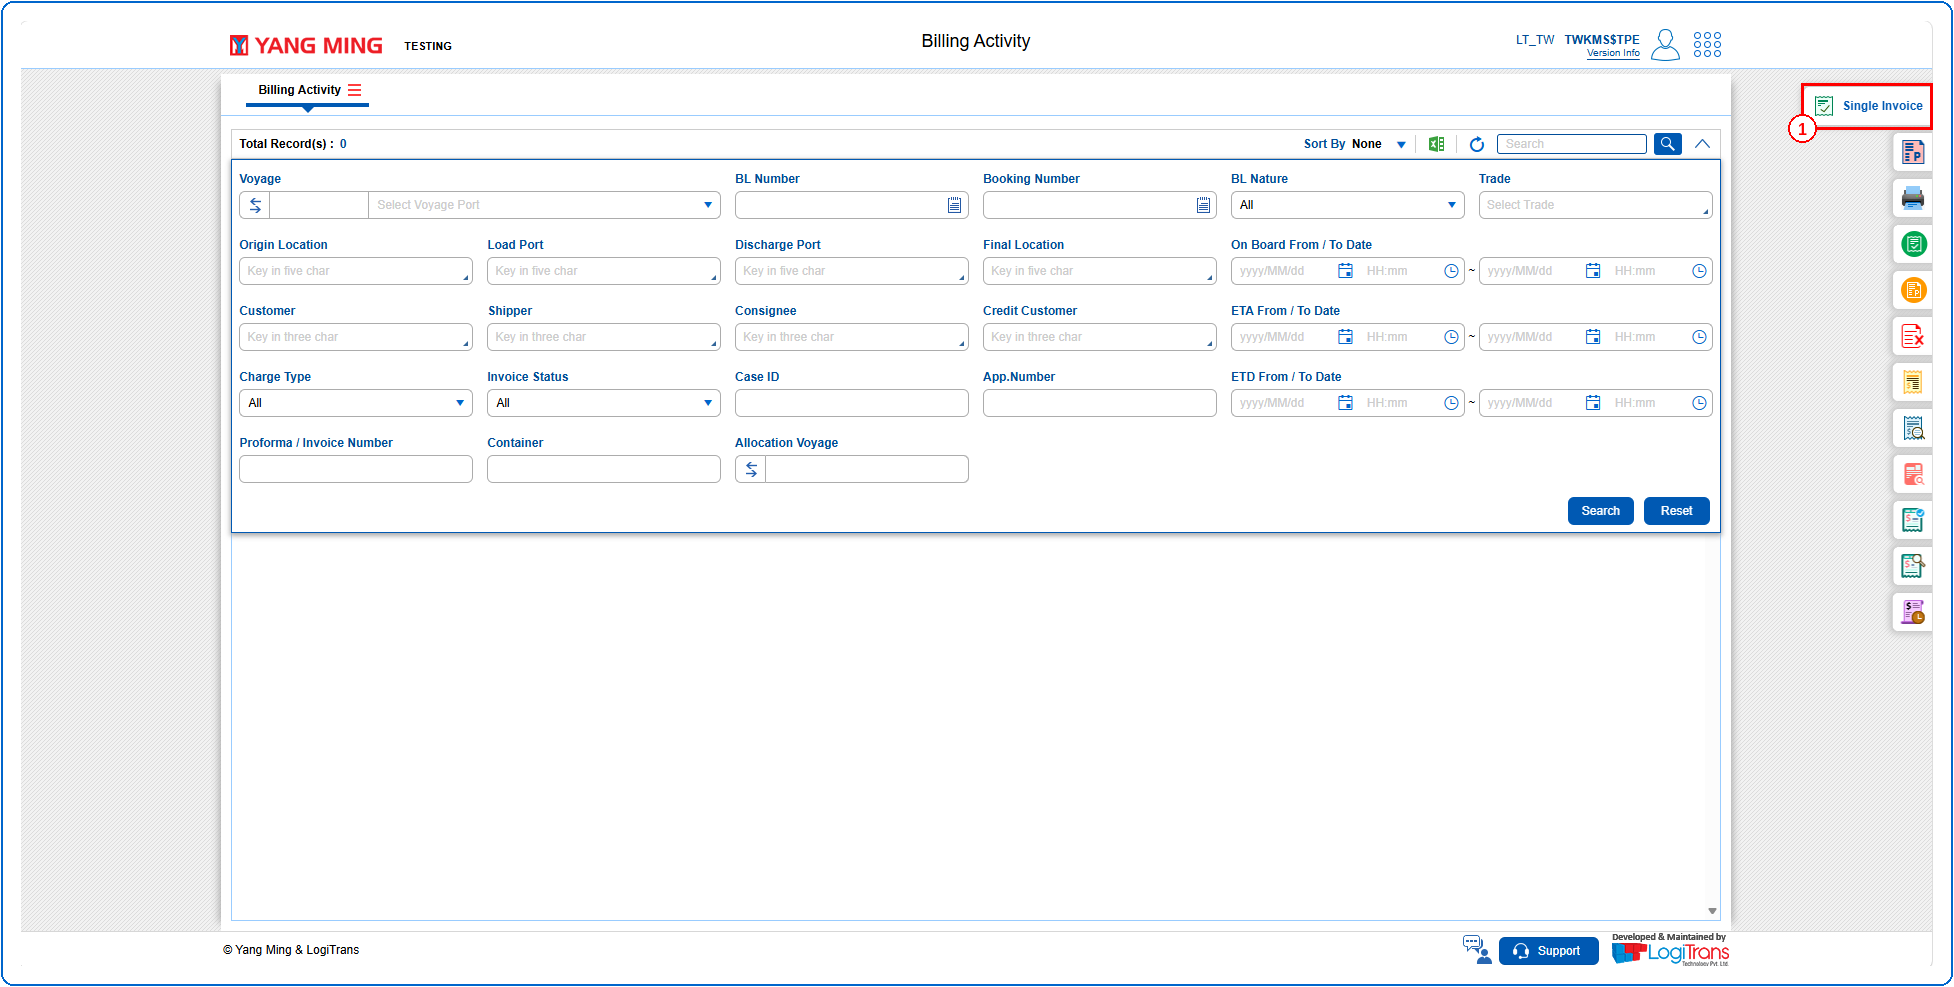 YANG MING TESTING
Billing Activity
LT_TW TWKMS$TPE
Version Info
Billing Activity
Single Invoice
1
Total Record(s) : 0
Sort By None
Search
Voyage BL Number Booking Number BL Nature Trade
Select Voyage Port All Select Trade
Origin Location Load Port Discharge Port Final Location On Board From / To Date
Key in five char Key in five char Key in five char Key in five char yyyy/MM/dd HH:mm ~ yyyy/MM/dd HH:mm
Customer Shipper Consignee Credit Customer ETA From / To Date
Key in three char Key in three char Key in three char Key in three char yyyy/MM/dd HH:mm ~ yyyy/MM/dd HH:mm
Charge Type Invoice Status Case ID App.Number ETD From / To Date
All All yyyy/MM/dd HH:mm ~ yyyy/MM/dd HH:mm
Proforma / Invoice Number Container Allocation Voyage
Search Reset
© Yang Ming & LogiTrans
Support
Developed & Maintained by
LogiTrans
Technology Pvt. Ltd.